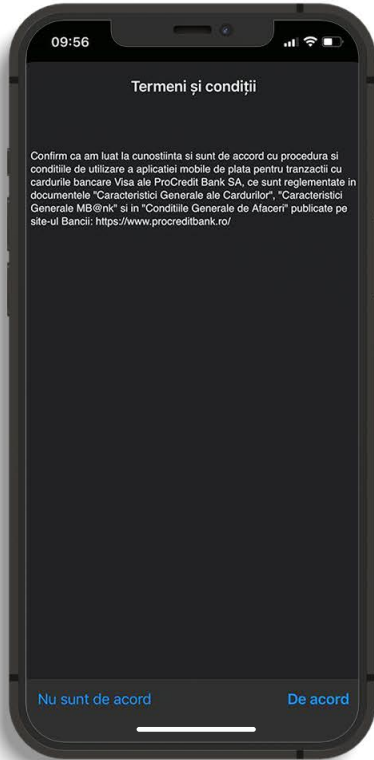 09:56
Termeni și condiții
Confirm ca am luat la cunostiinta si sunt de acord cu procedura si
conditiile de utilizare a aplicatiei mobile de plata pentru tranzactii cu
cardurile bancare Visa ale ProCredit Bank SA, ce sunt reglementate in
documentele "Caracteristici Generale ale Cardurilor", "Caracteristici
Generale MB@nk" si in "Conditiile Generale de Afaceri" publicate pe
site-ul Bancii: https://www.procreditbank.ro/
Nu sunt de acord
De acord